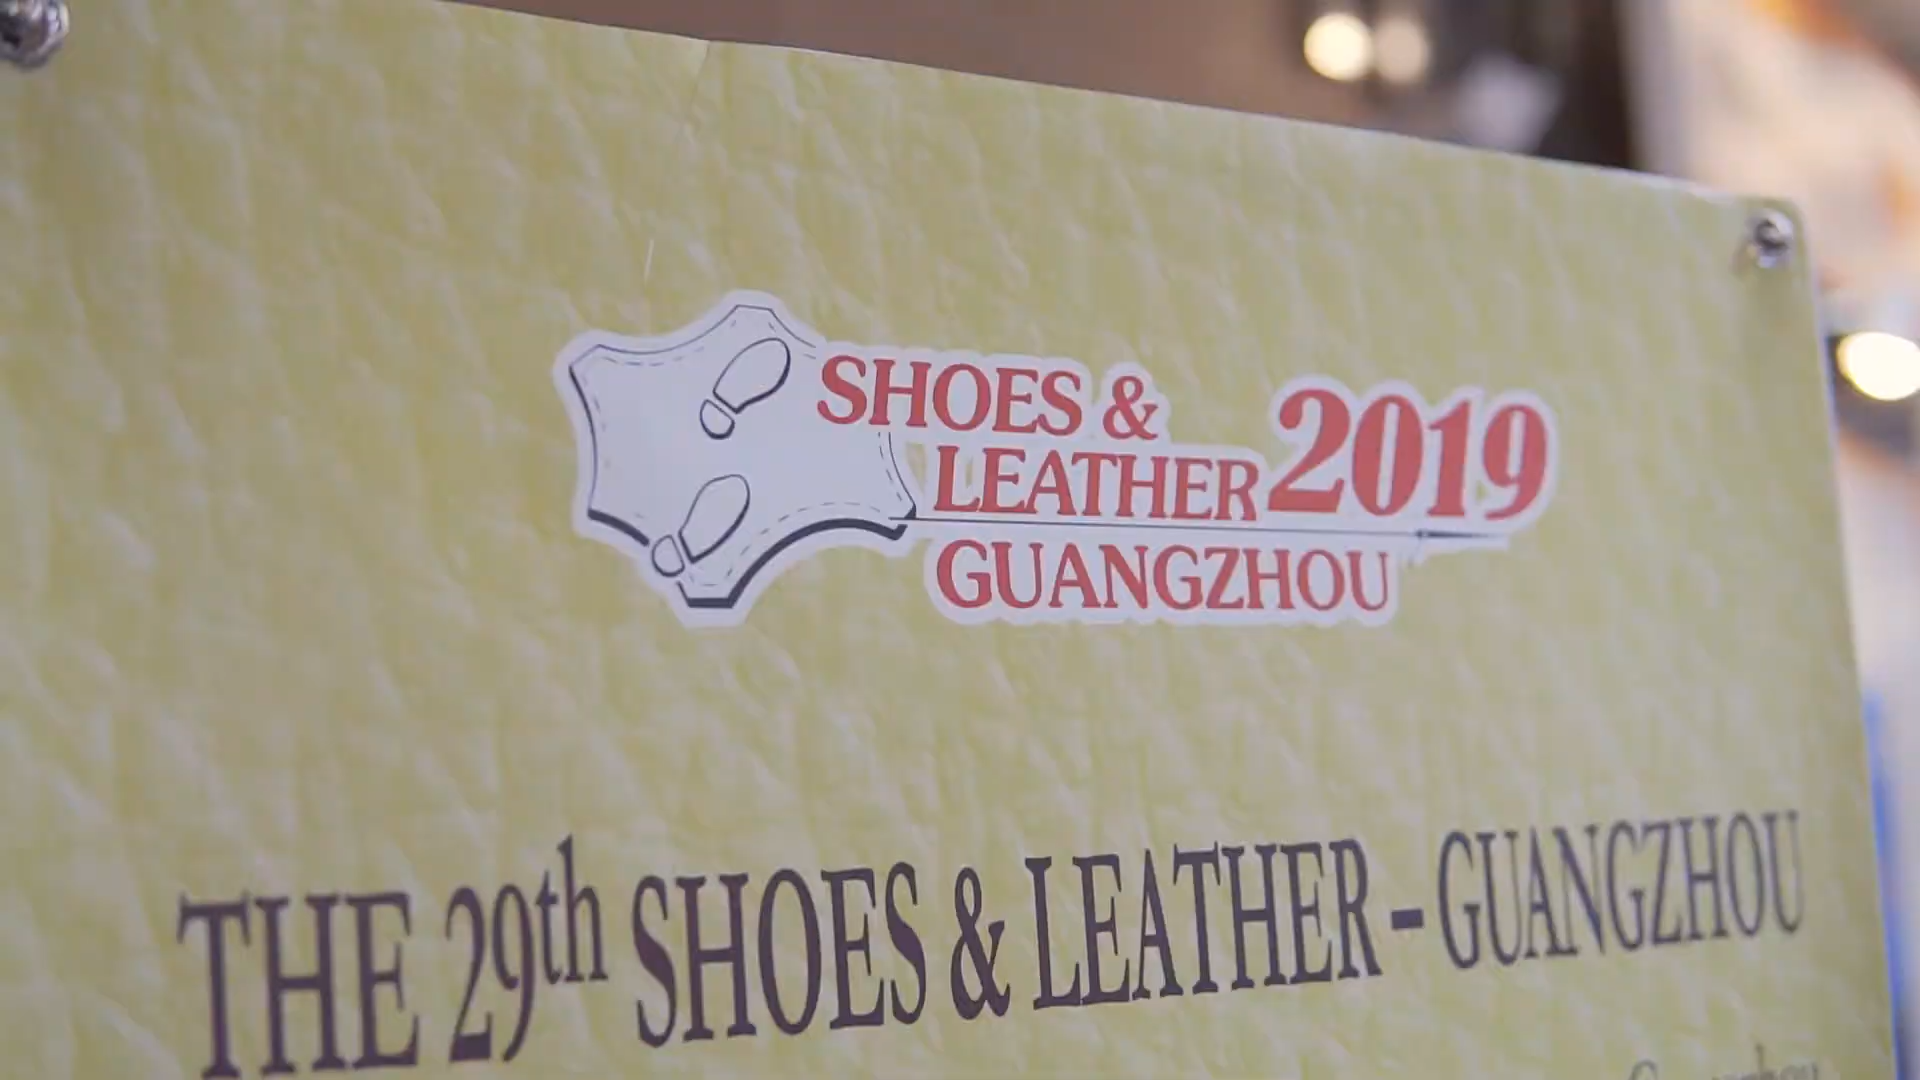 SHOES &
LEATHER 2019
GUANGZHOU
THE 29th SHOES & LEATHER - GUANGZHOU